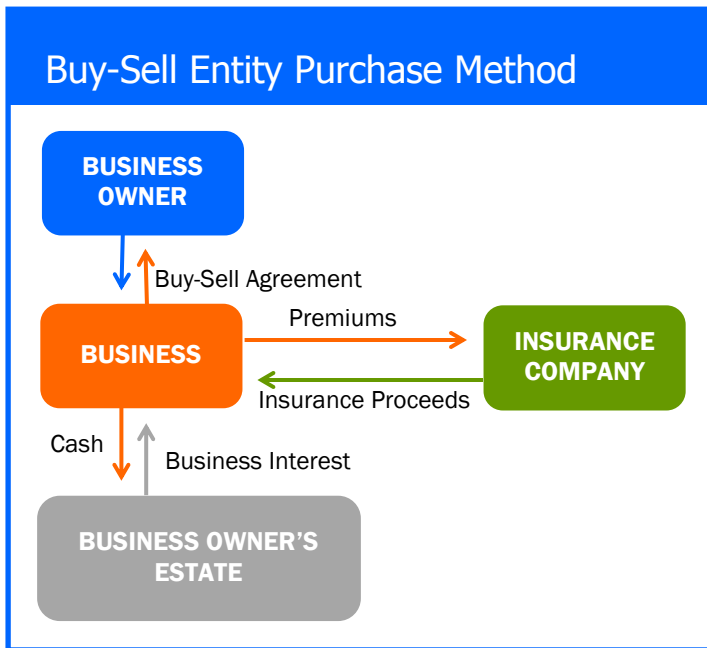 Buy-Sell Entity Purchase Method
BUSINESS
OWNER
Buy-Sell Agreement
Premiums
BUSINESS
INSURANCE
COMPANY
Insurance Proceeds
Cash
Business Interest
BUSINESS OWNER'S
ESTATE